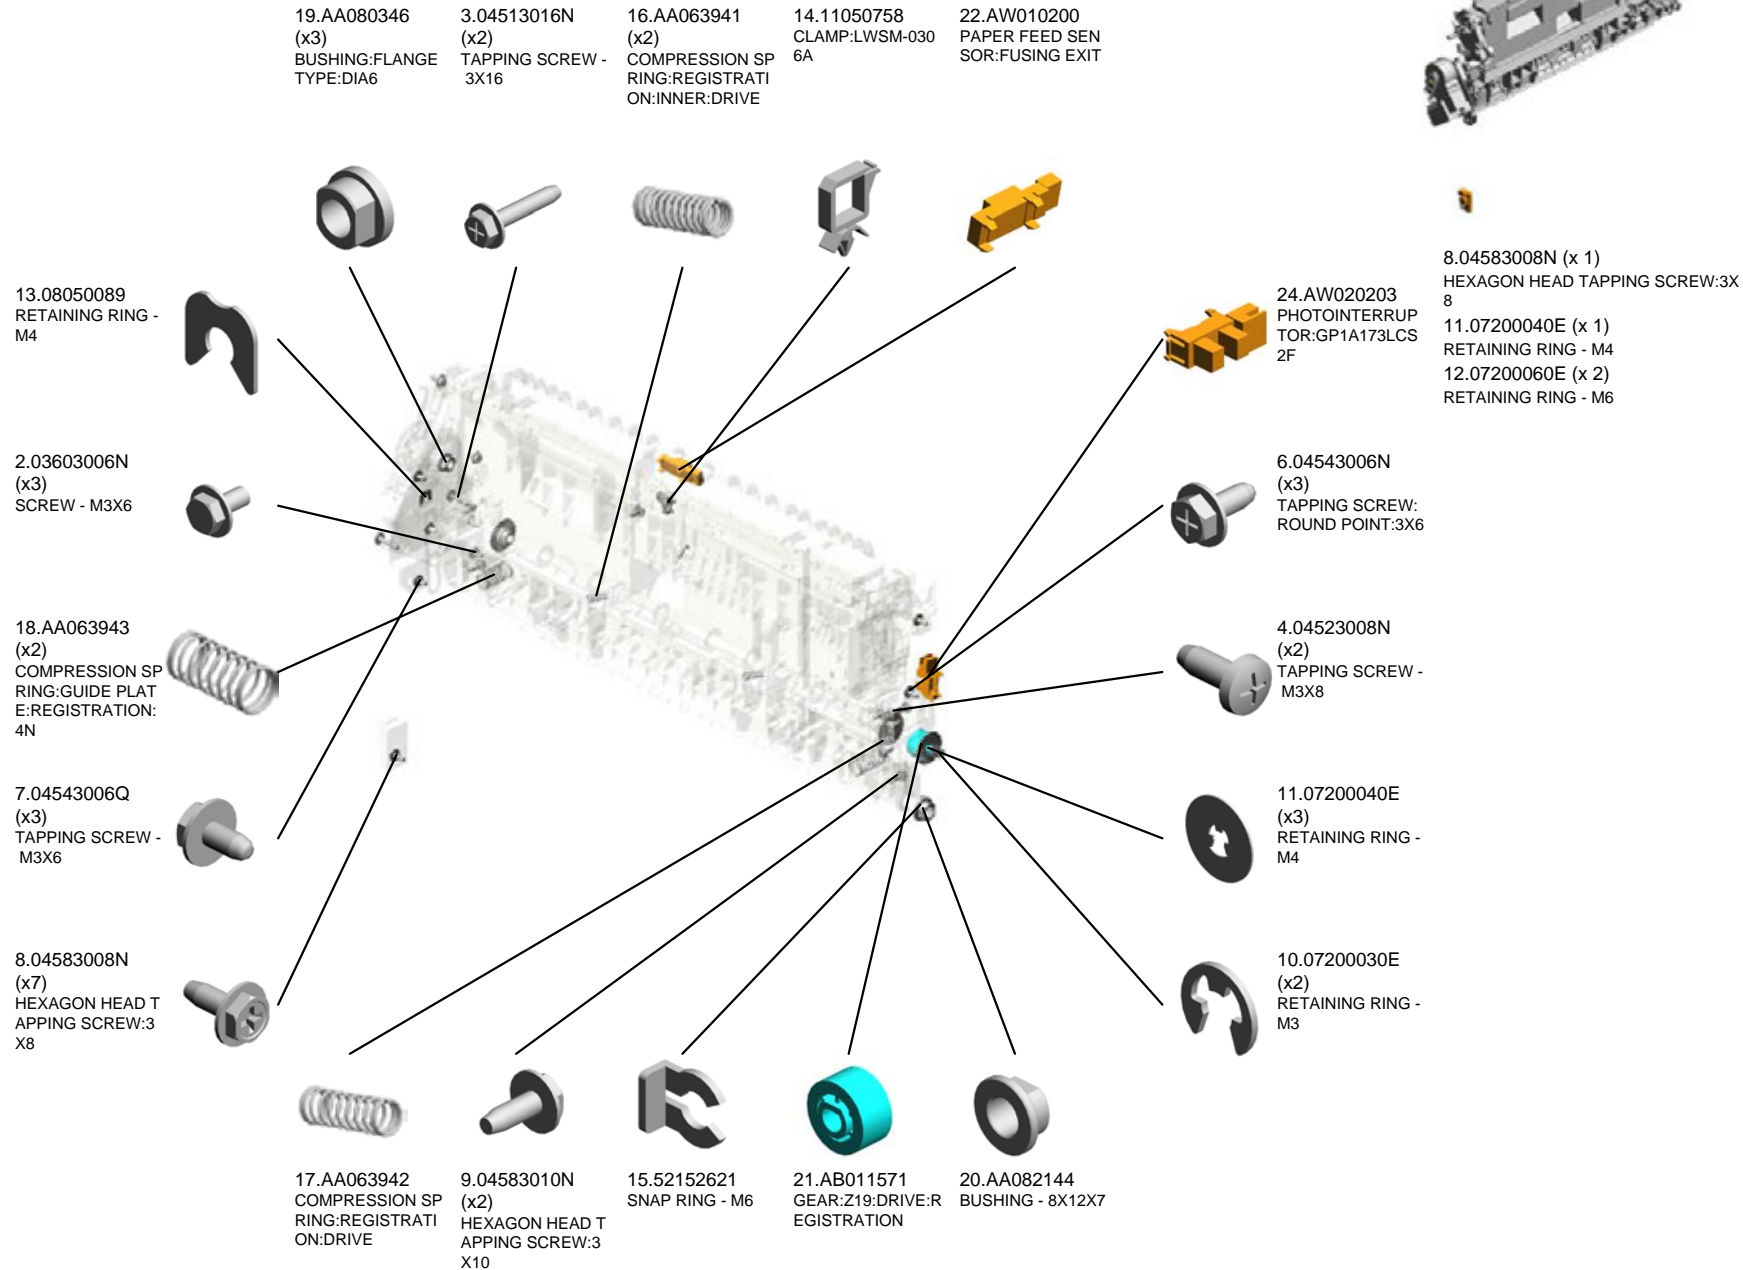 19.AA080346
(x3)
BUSHING:FLANGE
TYPE:DIA6
3.04513016N
(x2)
TAPPING SCREW -
3X16
16.AA063941
(x2)
COMPRESSION SP
RING:REGISTRATI
ON:INNER:DRIVE
14.11050758
CLAMP:LWSM-030
6A
22.AW010200
PAPER FEED SEN
SOR:FUSING EXIT
13.08050089
RETAINING RING -
M4
24.AW020203
PHOTOINTERRUP
TOR:GP1A173LCS
2F
8.04583008N (x 1)
HEXAGON HEAD TAPPING SCREW:3X
8
11.07200040E (x 1)
RETAINING RING - M4
12.07200060E (x 2)
RETAINING RING - M6
2.03603006N
(x3)
SCREW - M3X6
6.04543006N
(x3)
TAPPING SCREW:
ROUND POINT:3X6
18.AA063943
(x2)
COMPRESSION SP
RING:GUIDE PLAT
E:REGISTRATION:
4N
4.04523008N
(x2)
TAPPING SCREW -
M3X8
7.04543006Q
(x3)
TAPPING SCREW -
M3X6
11.07200040E
(x3)
RETAINING RING -
M4
8.04583008N
(x7)
HEXAGON HEAD T
APPING SCREW:3
X8
10.07200030E
(x2)
RETAINING RING -
M3
17.AA063942
COMPRESSION SP
RING:REGISTRATI
ON:DRIVE
9.04583010N
(x2)
HEXAGON HEAD T
APPING SCREW:3
X10
15.52152621
SNAP RING - M6
21.AB011571
GEAR:Z19:DRIVE:R
EGISTRATION
20.AA082144
BUSHING - 8X12X7